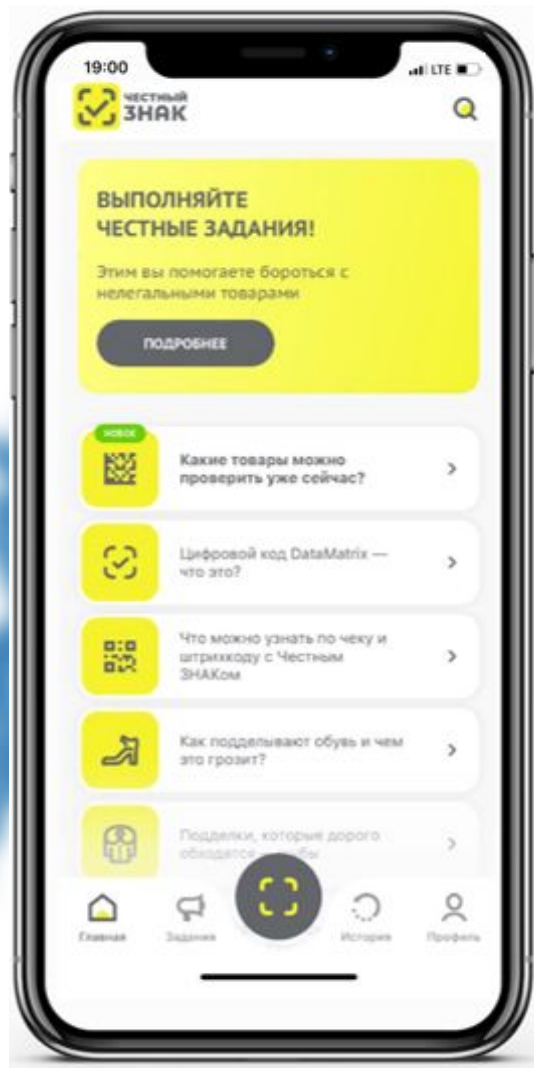 19:00
LTE
ЧЕСТНЫЙ
ЗНАК
ВЫПОЛНЯЙТЕ
ЧЕСТНЫЕ ЗАДАНИЯ!
Этим вы помогаете бороться с
нелегальными товарами
ПОДРОБНЕЕ
НОВОЕ
Какие товары можно
проверить уже сейчас?
Цифровой код DataMatrix —
что это?
Что можно узнать по чеку и
штрихкоду с Честным
ЗНАКом
Как подделывают обувь и чем
это грозит?
Подделки, которые дорого
обходятся
Главная
Задания
История
Профиль